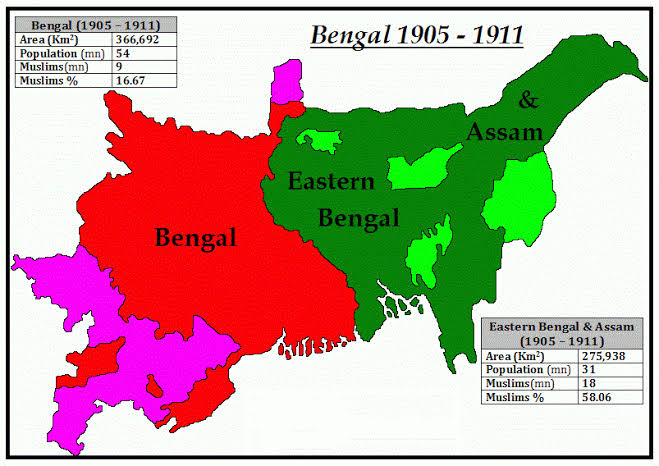 Bengal (1905 – 1911)
Area (Km²) 366,692
Population (mn) 54
Muslims(mn) 9
Muslims % 16.67
Bengal 1905 - 1911
&
Assam
Eastern
Bengal
Bengal
Eastern Bengal & Assam
(1905 – 1911)
Area (Km²) 275,938
Population (mn) 31
Muslims(mn) 18
Muslims % 58.06